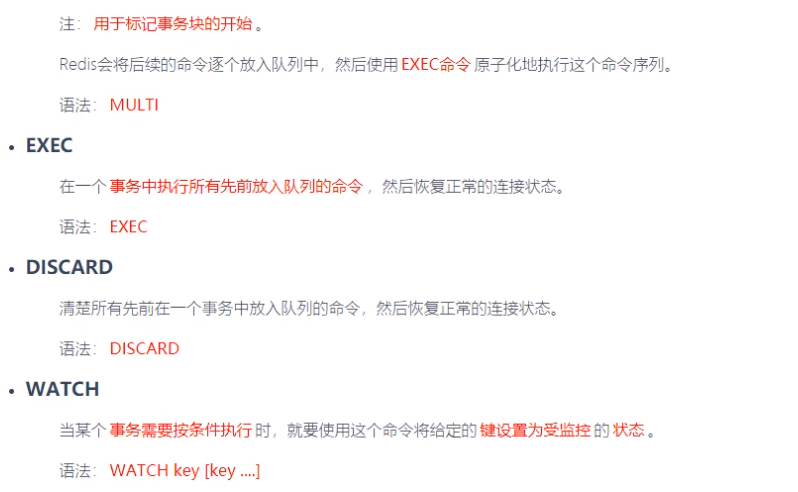 注： 用于标记事务块的开始 。
Redis会将后续的命令逐个放入队列中，然后使用 EXEC命令 原子化地执行这个命令序列。
语法： MULTI
• EXEC
在一个 事务中执行所有先前放入队列的命令 ，然后恢复正常的连接状态。
语法： EXEC
• DISCARD
清楚所有先前在一个事务中放入队列的命令，然后恢复正常的连接状态。
语法： DISCARD
• WATCH
当某个 事务需要按条件执行 时，就要使用这个命令将给定的 键设置为受监控 的 状态 。
语法： WATCH key [key ....]